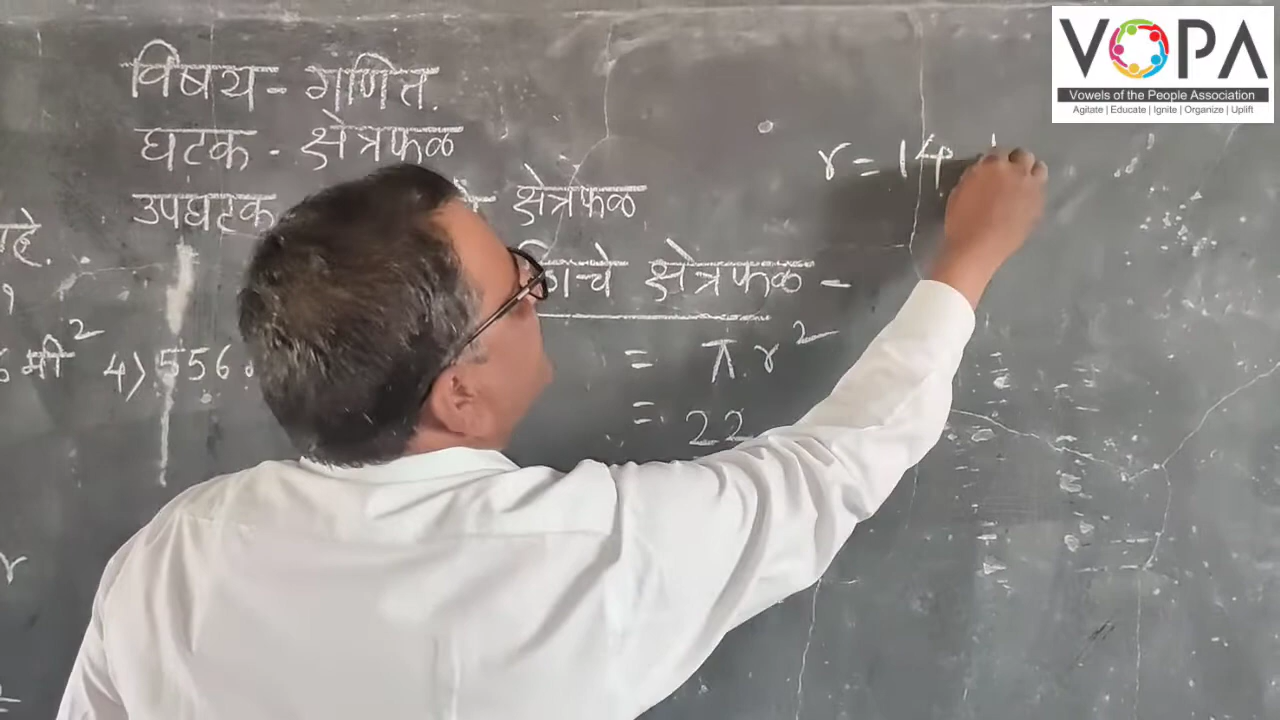 VOPA
Vowels of the People Association
Agitate | Educate | Ignite | Organize | Uplift
विषय - गणित.
घटक - क्षेत्रफळ
उपघटक क्षेत्रफळ
क्षेत्रफळ -
= π r²
= 22
r = 14
मी²
4) 556
r